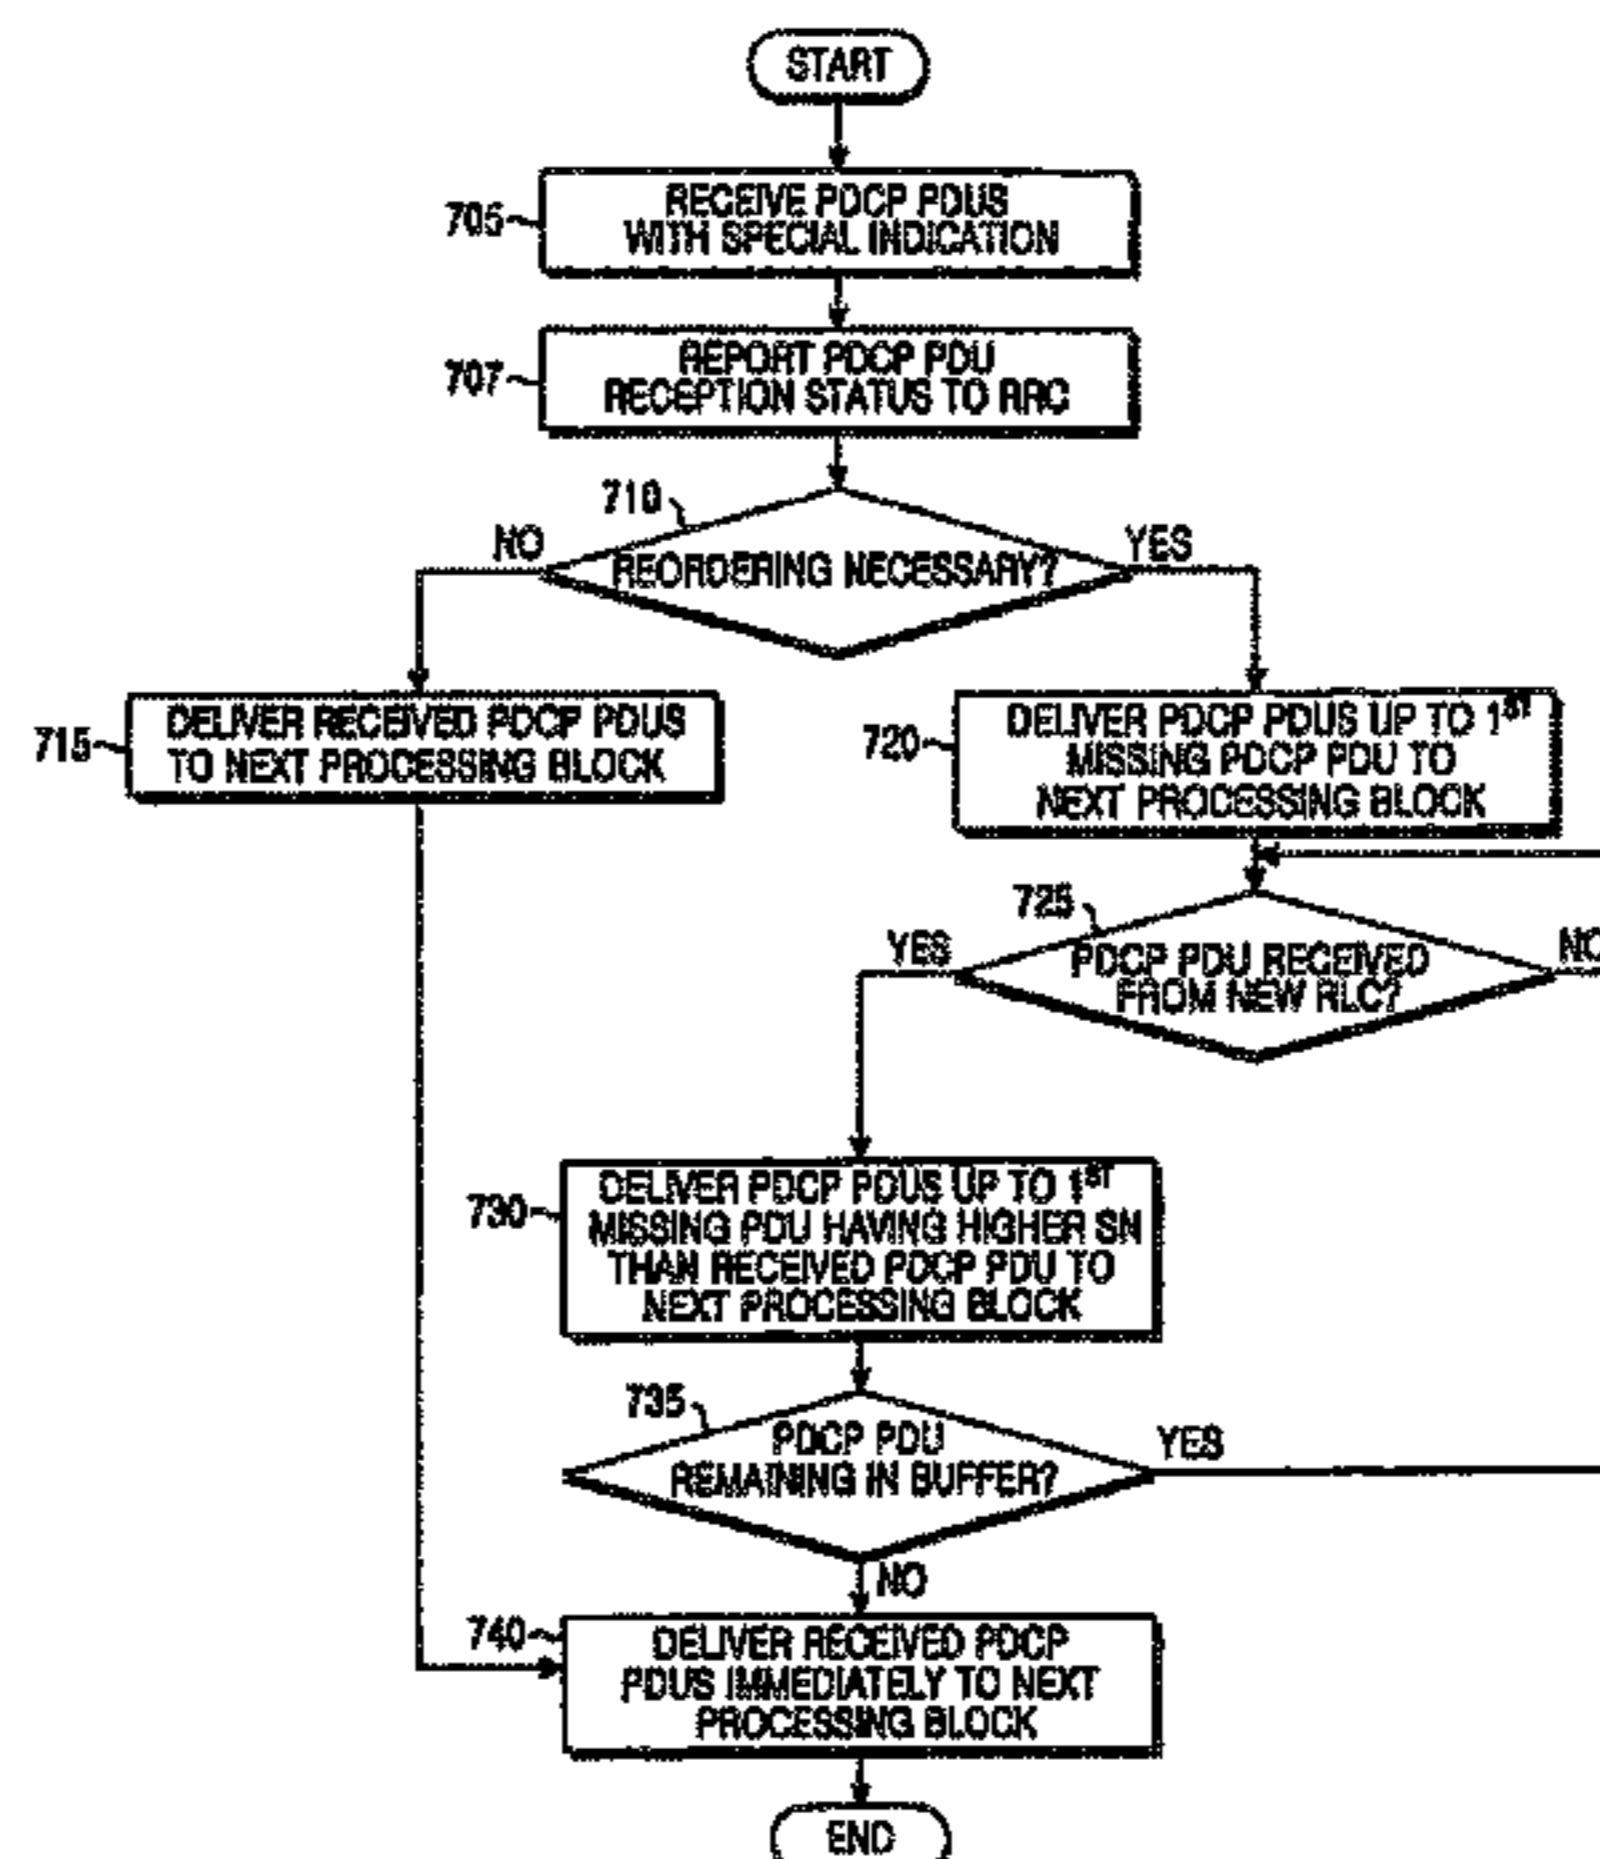 START
705
RECEIVE PDCP PDUS
WITH SPECIAL INDICATION
707
REPORT PDCP PDU
RECEPTION STATUS TO RRC
710
NO
REORDERING NECESSARY?
YES
715
DELIVER RECEIVED PDCP PDUS
TO NEXT PROCESSING BLOCK
720
DELIVER PDCP PDUS UP TO 1ST
MISSING PDCP PDU TO
NEXT PROCESSING BLOCK
725
YES
PDCP PDU RECEIVED
FROM NEW RLC?
NO
730
DELIVER PDCP PDUS UP TO 1ST
MISSING PDU HAVING HIGHER SN
THAN RECEIVED PDCP PDU TO
NEXT PROCESSING BLOCK
735
PDCP PDU
REMAINING IN BUFFER?
YES
NO
740
DELIVER RECEIVED PDCP
PDUS IMMEDIATELY TO NEXT
PROCESSING BLOCK
END